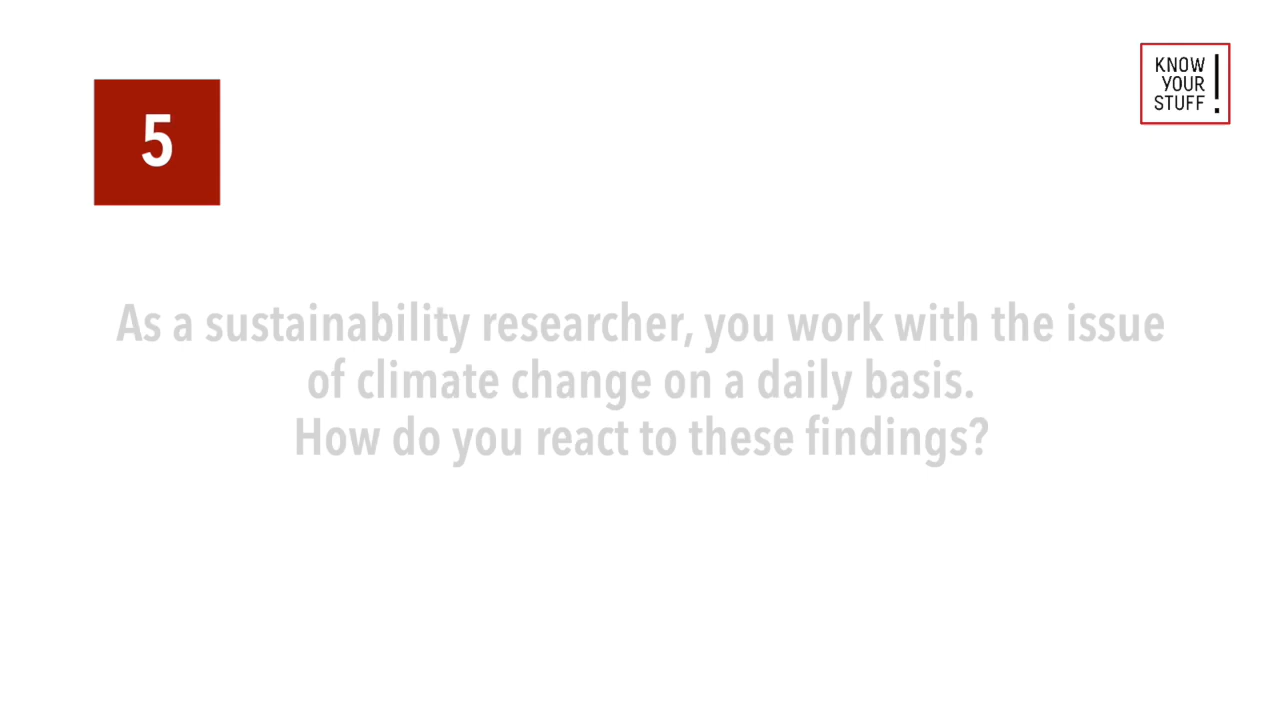 5
KNOW
YOUR
STUFF !
As a sustainability researcher, you work with the issue
of climate change on a daily basis.
How do you react to these findings?